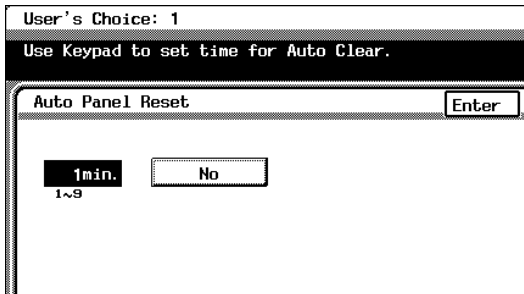 User's Choice: 1
Use Keypad to set time for Auto Clear.
Auto Panel Reset
Enter
1min.
No
1~9